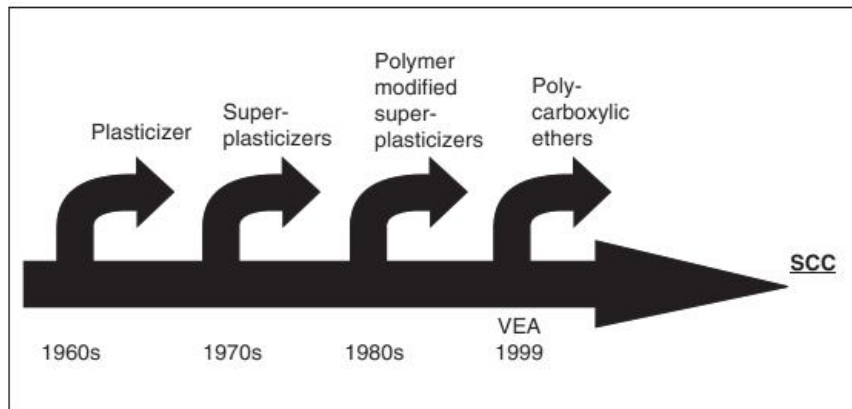 Plasticizer
Super-
plasticizers
Polymer
modified
super-
plasticizers
Poly-
carboxylic
ethers
SCC
VEA
1960s
1970s
1980s
1999